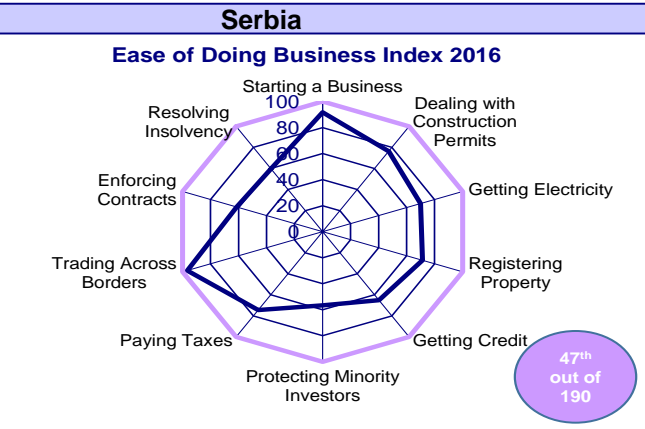 Serbia
Ease of Doing Business Index 2016
Starting a Business
100
80
60
40
20
0
Dealing with
Construction
Permits
Getting Electricity
Registering
Property
Getting Credit
Protecting Minority
Investors
Paying Taxes
Trading Across
Borders
Enforcing
Contracts
Resolving
Insolvency
47th
out of
190